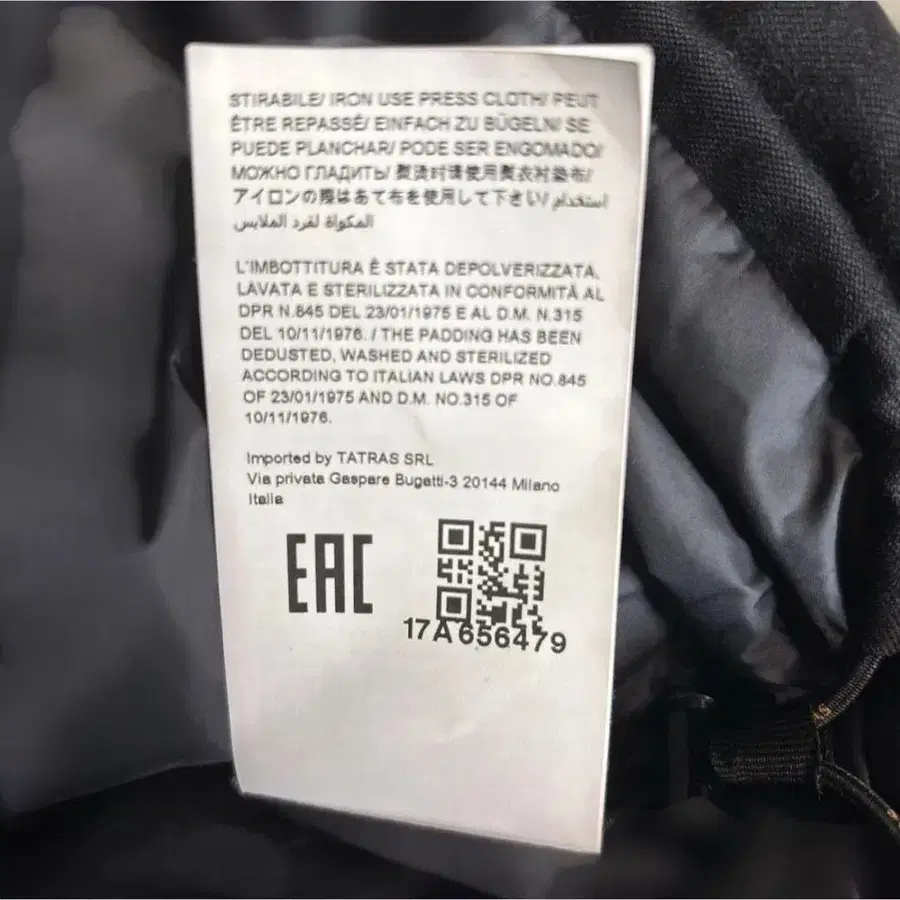 STIRABILE/ IRON USE PRESS CLOTH/ PEUT
ÊTRE REPASSÉ/ EINFACH ZU BÜGELN/ SE
PUEDE PLANCHAR/ PODE SER ENGOMADO/
МОЖНО ГЛАДИТЬ/ 熨烫时请使用熨衣衬垫布/
アイロンの際はあて布を使用して下さい/ استخدام
المكواة لفرد الملابس
L'IMBOTTITURA È STATA DEPOLVERIZZATA,
LAVATA E STERILIZZATA IN CONFORMITÀ AL
DPR N.845 DEL 23/01/1975 E AL D.M. N.315
DEL 10/11/1976. / THE PADDING HAS BEEN
DEDUSTED, WASHED AND STERILIZED
ACCORDING TO ITALIAN LAWS DPR NO.845
OF 23/01/1975 AND D.M. NO.315 OF
10/11/1976.
Imported by TATRAS SRL
Via privata Gaspare Bugatti-3 20144 Milano
Italia
EAC
17A656479